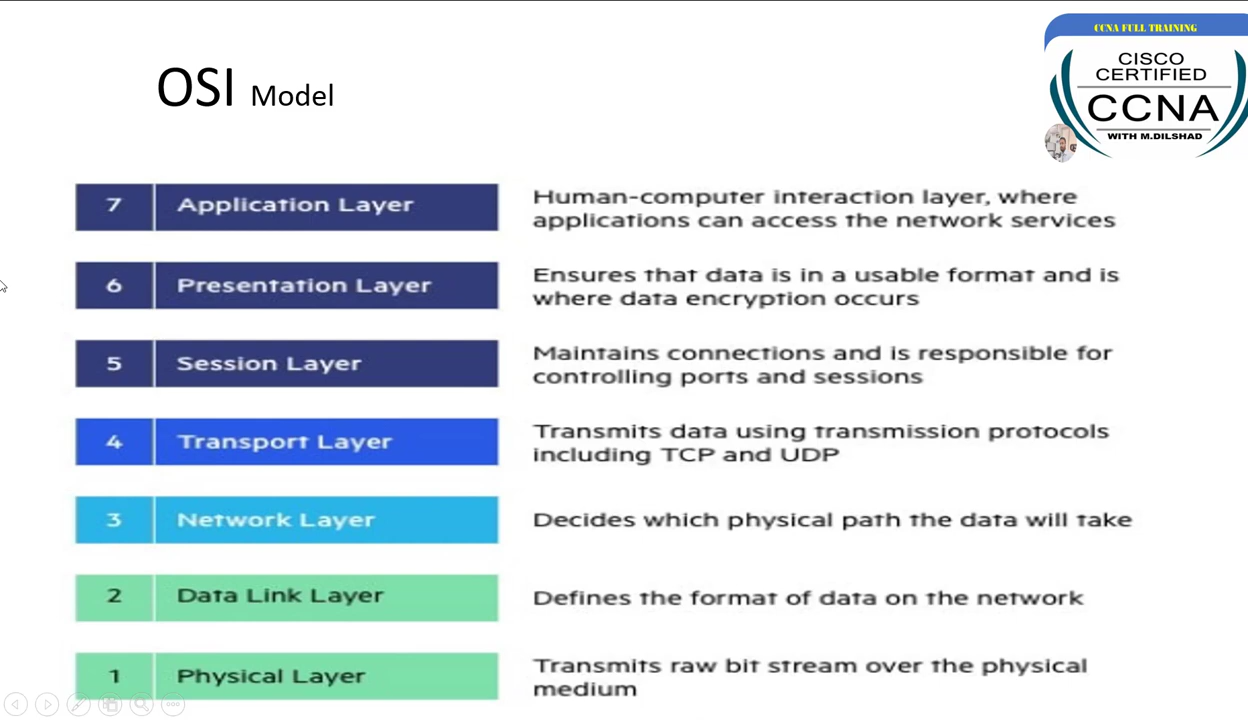 CCNA FULL TRAINING
CISCO
CERTIFIED
CCNA
WITH M.DILSHAD
OSI Model
7 Application Layer
Human-computer interaction layer, where
applications can access the network services
6 Presentation Layer
Ensures that data is in a usable format and is
where data encryption occurs
5 Session Layer
Maintains connections and is responsible for
controlling ports and sessions
4 Transport Layer
Transmits data using transmission protocols
including TCP and UDP
3 Network Layer
Decides which physical path the data will take
2 Data Link Layer
Defines the format of data on the network
1 Physical Layer
Transmits raw bit stream over the physical
medium